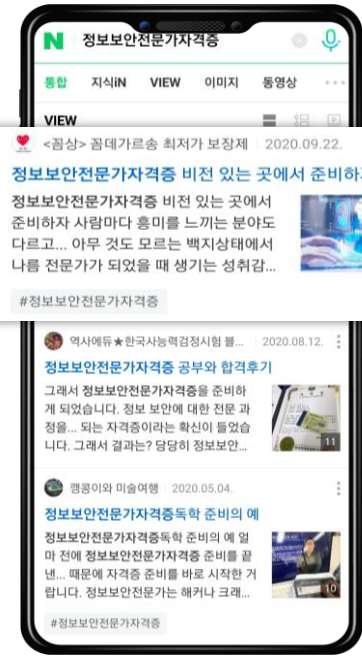 N 정보보안전문가자격증
통합 지식iN VIEW 이미지 동영상
VIEW
<꼼상> 꼼데가르송 최저가 보장제 2020.09.22.
정보보안전문가자격증 비전 있는 곳에서 준비하
정보보안전문가자격증 비전 있는 곳에서
준비하자 사람마다 흥미를 느끼는 분야도
다르고... 아무 것도 모르는 백지상태에서
나름 전문가가 되었을 때 생기는 성취감...
#정보보안전문가자격증
역사에듀★한국사능력검정시험 블... 2020.08.12.
정보보안전문가자격증 공부와 합격후기
그래서 정보보안전문가자격증을 준비하
게 되었습니다. 정보 보안에 대한 전문 과
정을... 되는 자격증이라는 확신이 들었습
니다. 그래서 결과는? 당당히 정보보안...
11
깽콩이와 미술여행 2020.05.04.
정보보안전문가자격증독학 준비의 예
정보보안전문가자격증독학 준비의 예 얼
마 전에 정보보안전문가자격증 준비를 끝
낸... 때문에 자격증 준비를 바로 시작한 거
랍니다. 정보보안전문가는 해커나 크래...
10
#정보보안전문가자격증